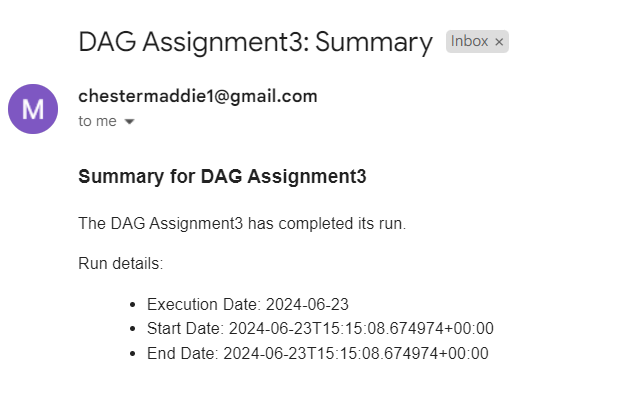 DAG Assignment3: Summary Inbox ×
M
chestermaddie1@gmail.com
to me
Summary for DAG Assignment3
The DAG Assignment3 has completed its run.
Run details:
• Execution Date: 2024-06-23
• Start Date: 2024-06-23T15:15:08.674974+00:00
• End Date: 2024-06-23T15:15:08.674974+00:00